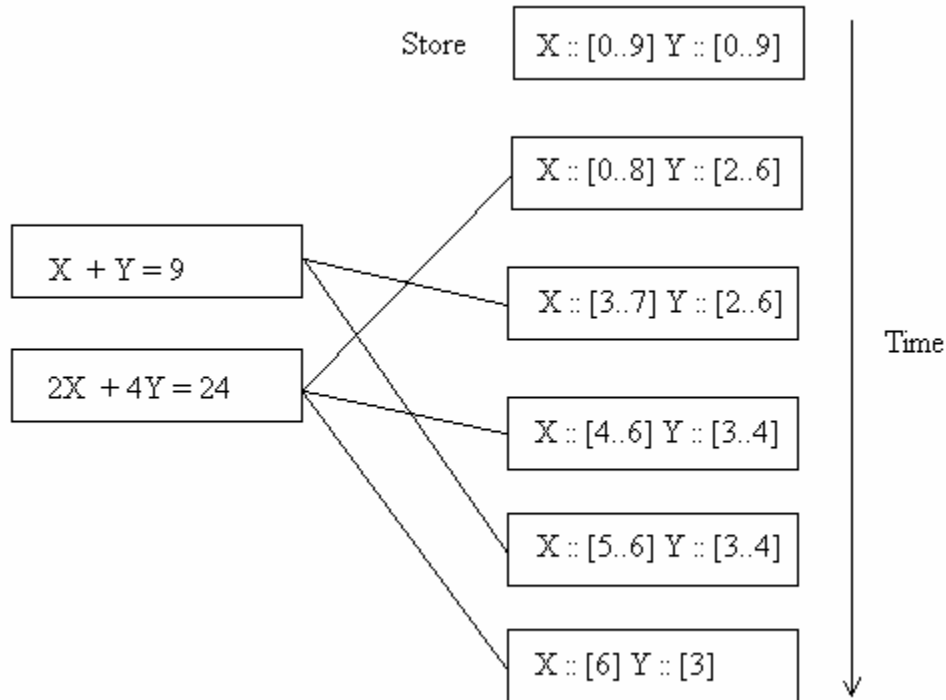 Store
X :: [0..9] Y :: [0..9]
X :: [0..8] Y :: [2..6]
X + Y = 9
X :: [3..7] Y :: [2..6]
Time
2X + 4Y = 24
X :: [4..6] Y :: [3..4]
X :: [5..6] Y :: [3..4]
X :: [6] Y :: [3]